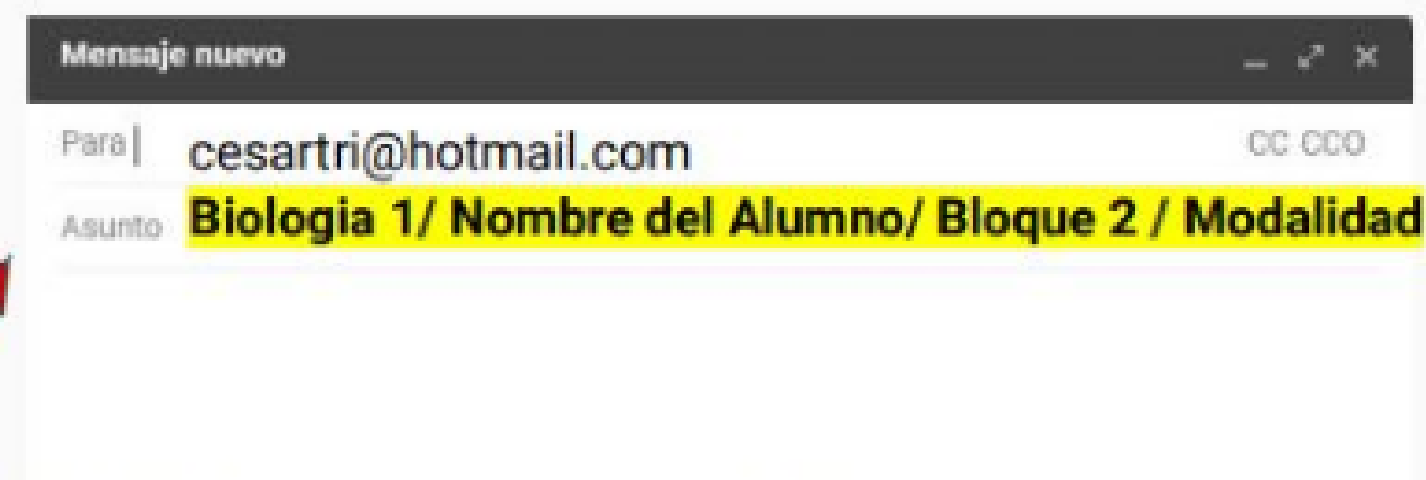 Mensaje nuevo
Para cesartri@hotmail.com CC CCO
Asunto Biologia 1/ Nombre del Alumno/ Bloque 2 / Modalidad